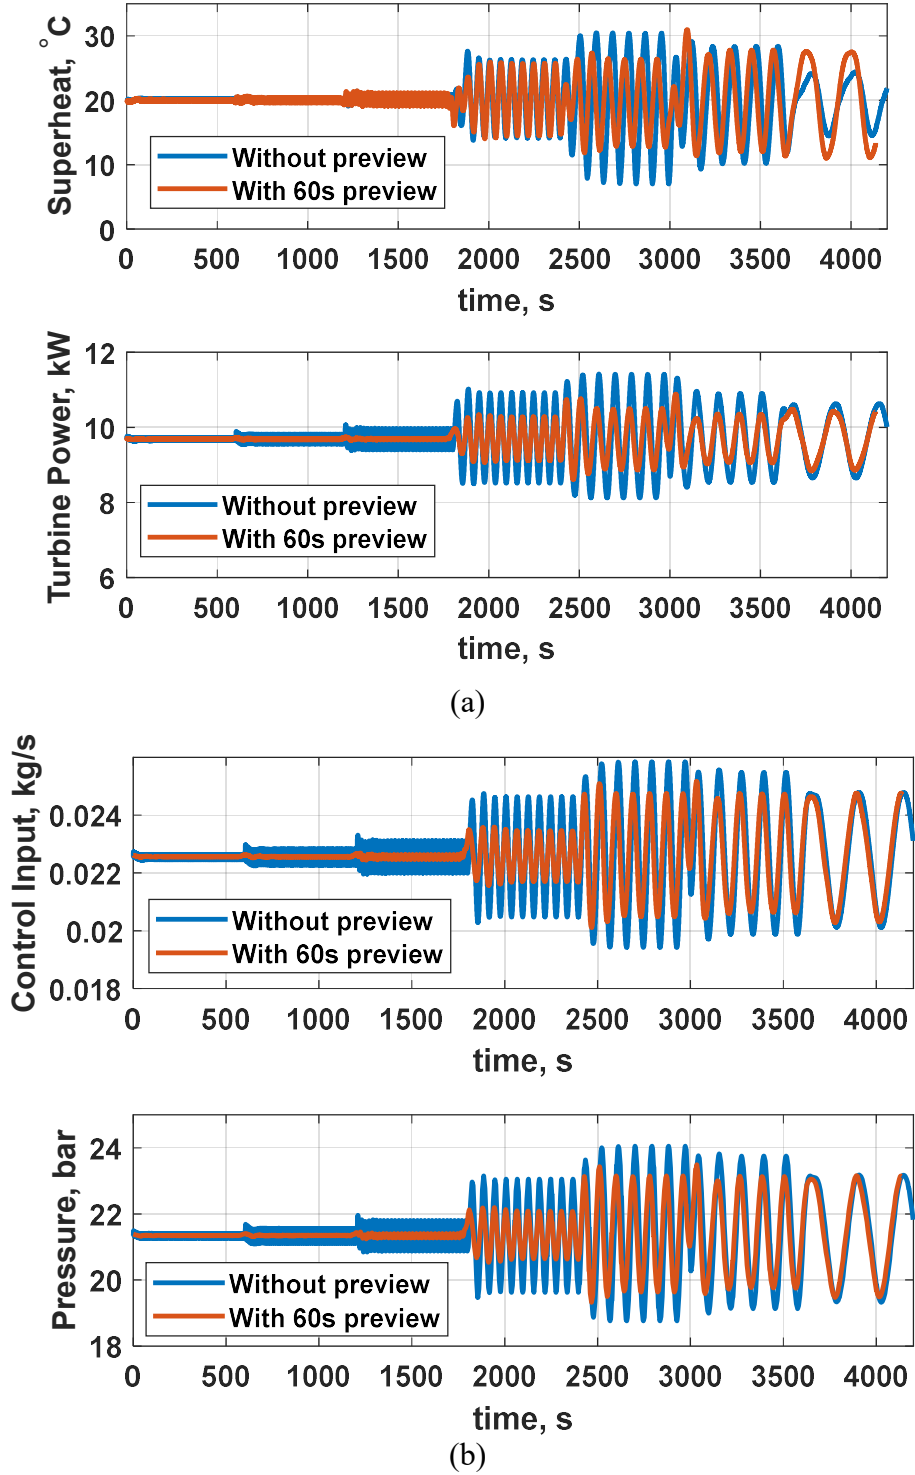 Superheat, °C
30
20
10
0
Without preview
With 60s preview
0 500 1000 1500 2000 2500 3000 3500 4000
time, s
Turbine Power, kW
12
10
8
6
Without preview
With 60s preview
0 500 1000 1500 2000 2500 3000 3500 4000
time, s
(a)
Control Input, kg/s
0.024
0.022
0.02
0.018
Without preview
With 60s preview
0 500 1000 1500 2000 2500 3000 3500 4000
time, s
Pressure, bar
24
22
20
18
Without preview
With 60s preview
0 500 1000 1500 2000 2500 3000 3500 4000
time, s
(b)